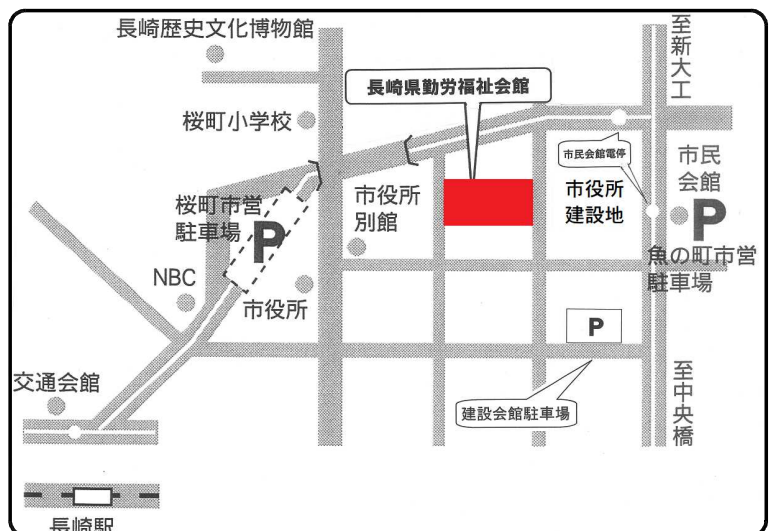 長崎歴史文化博物館
至新大工
長崎県勤労福祉会館
桜町小学校
市民会館電停
市民
会館
P
桜町市営
駐車場
P
市役所
別館
市役所
建設地
魚の町市営
駐車場
NBC
市役所
P
交通会館
建設会館駐車場
至中央橋
長崎駅